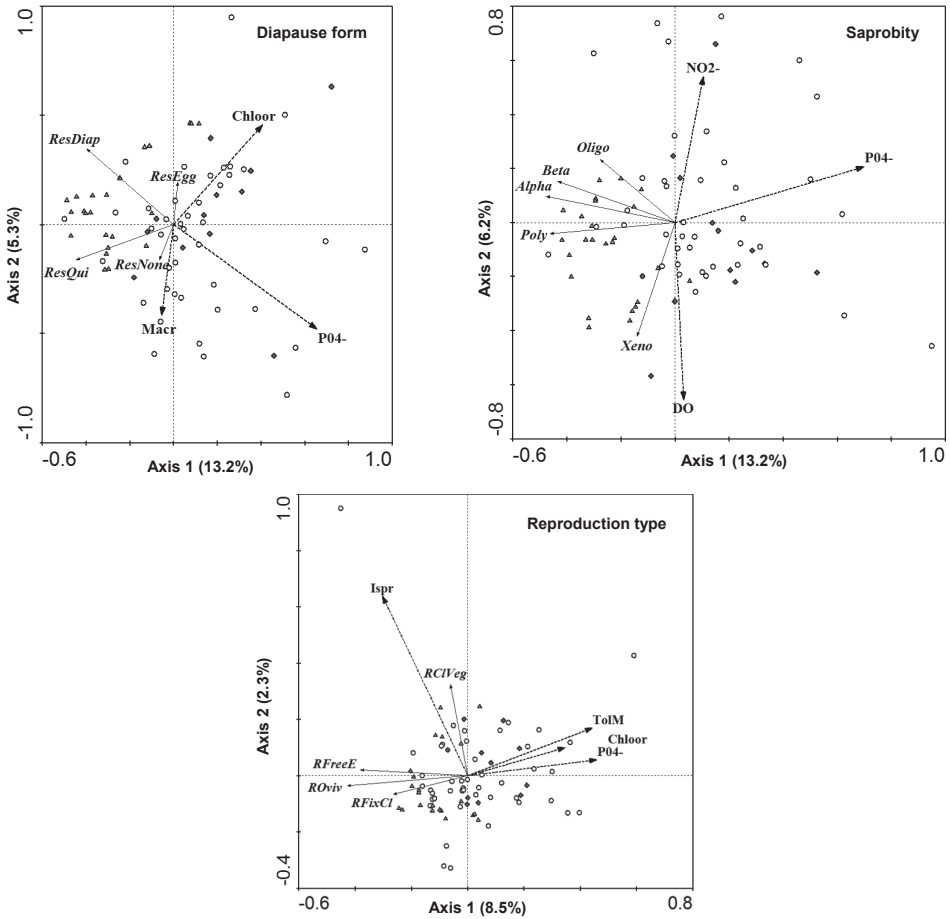 1.0
Diapause form
Chloor
ResDiap
ResEgg
ResQui
ResNone
Macr
P04-
Axis 2 (5.3%)
-1.0
-0.6
Axis 1 (13.2%)
1.0
0.8
Saprobity
NO2-
P04-
Oligo
Beta
Alpha
Poly
Xeno
DO
Axis 2 (6.2%)
-0.8
-0.6
Axis 1 (13.2%)
1.0
1.0
Reproduction type
Ispr
RClVeg
TolM
Chloor
P04-
RFreeE
ROviv
RFixCl
Axis 2 (2.3%)
-0.4
-0.6
Axis 1 (8.5%)
0.8